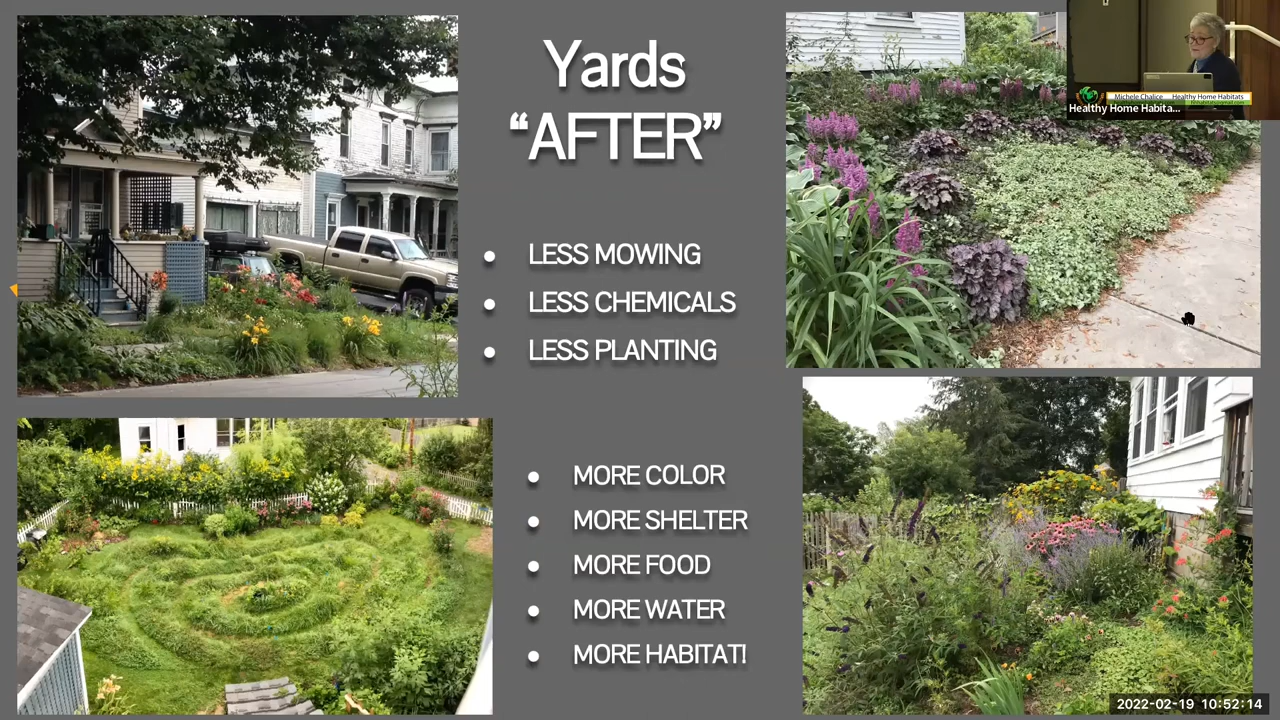 Yards
“AFTER”
• LESS MOWING
• LESS CHEMICALS
• LESS PLANTING
• MORE COLOR
• MORE SHELTER
• MORE FOOD
• MORE WATER
• MORE HABITAT!
Michele Chalice Healthy Home Habitats
Healthy Home Habita...
2022-02-19 10:52:14